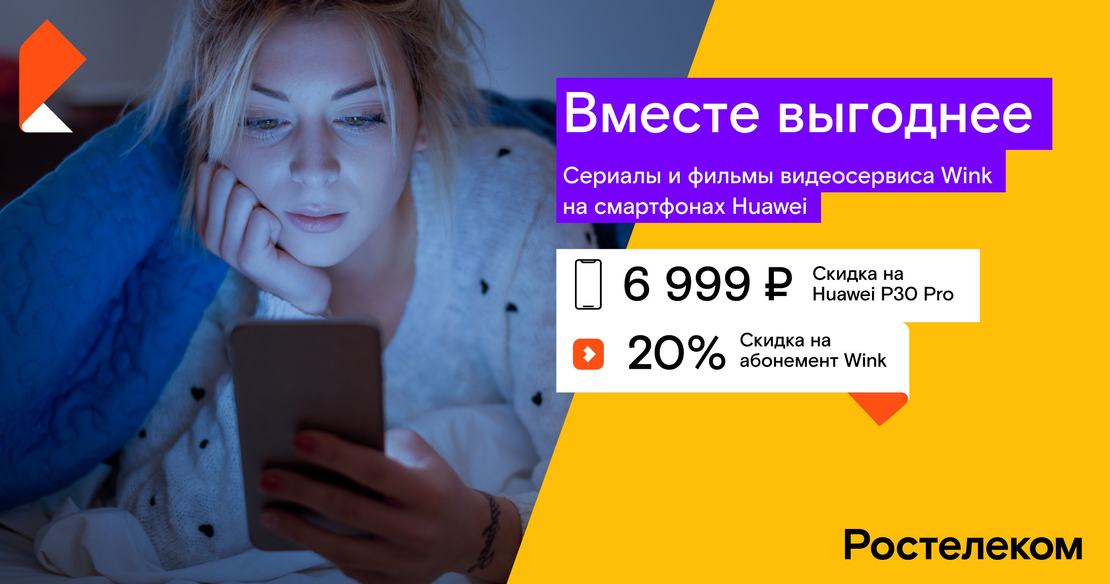 Вместе выгоднее
Сериалы и фильмы видеосервиса Wink
на смартфонах Huawei
6 999 ₽
Скидка на
Huawei P30 Pro
20%
Скидка на
абонемент Wink
Ростелеком